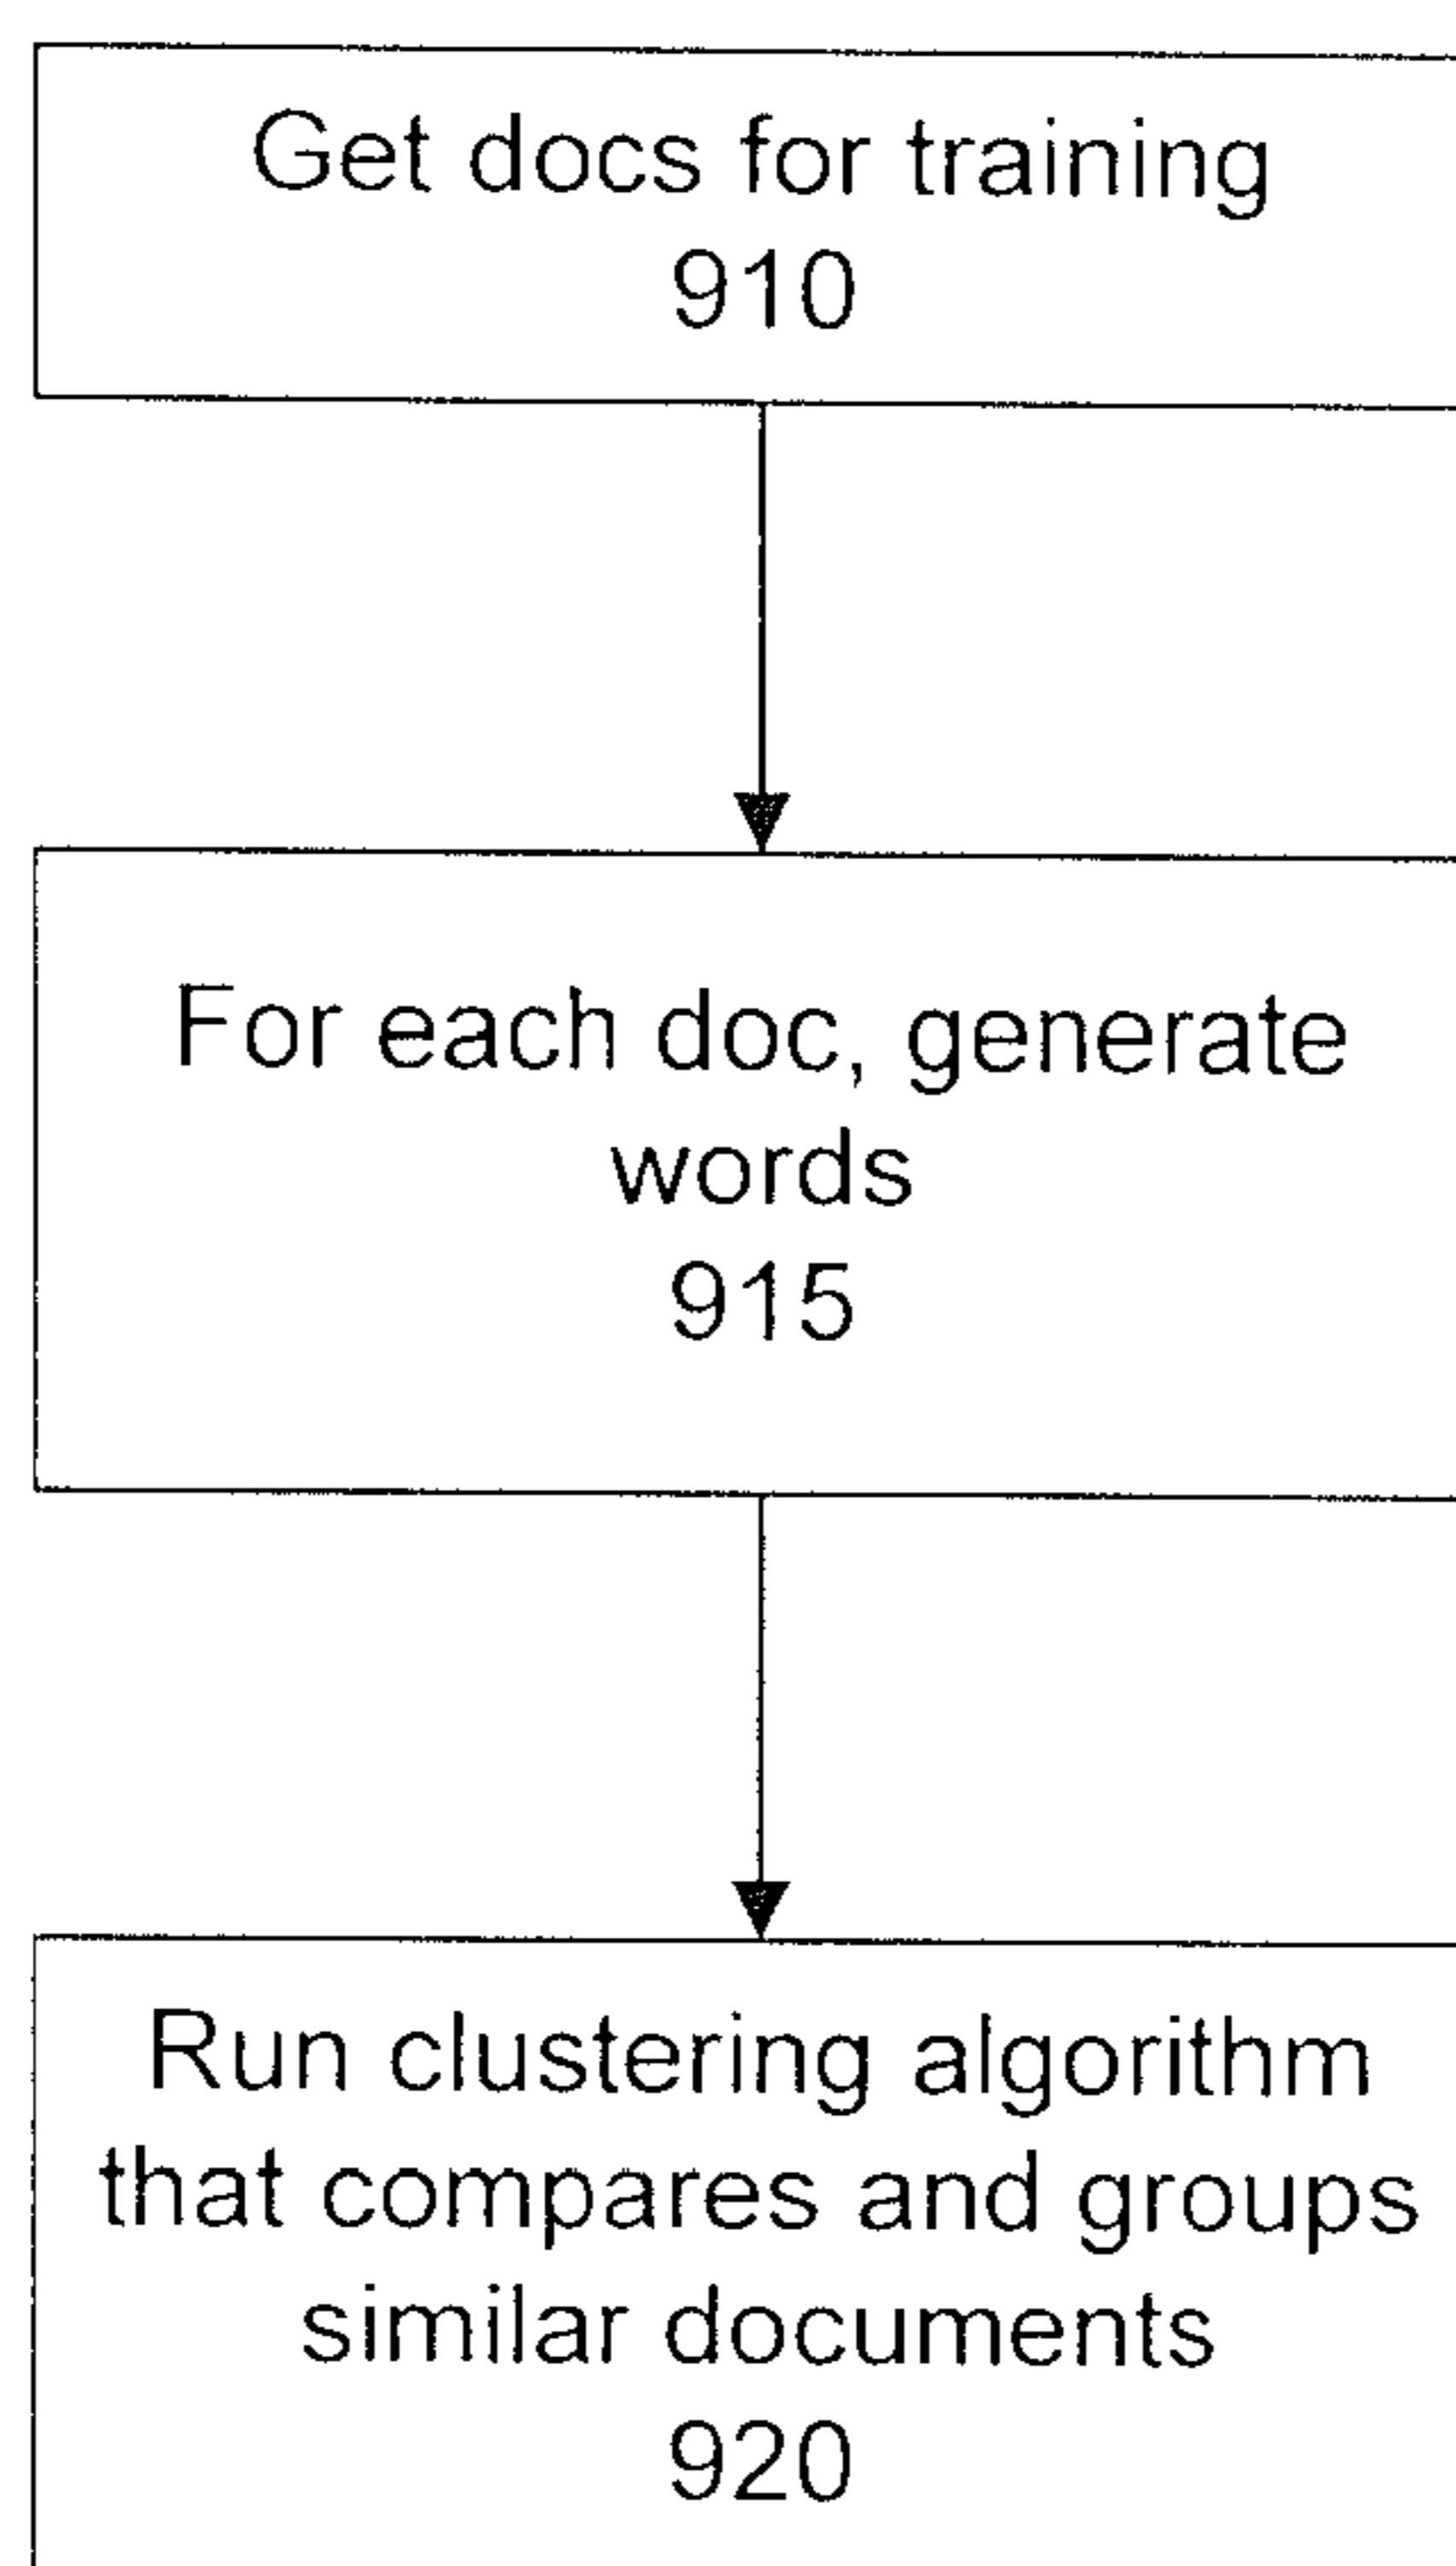 Get docs for training
910
For each doc, generate
words
915
Run clustering algorithm
that compares and groups
similar documents
920